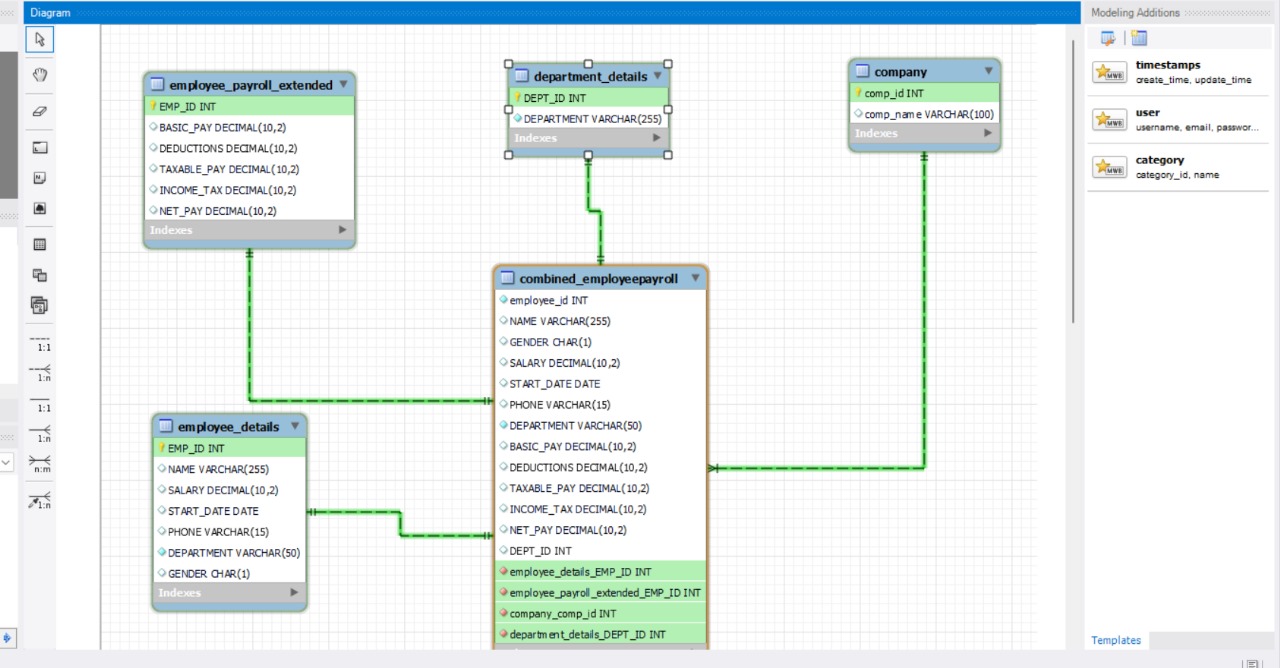 Diagram
Modeling Additions
employee_payroll_extended
EMP_ID INT
BASIC_PAY DECIMAL(10,2)
DEDUCTIONS DECIMAL(10,2)
TAXABLE_PAY DECIMAL(10,2)
INCOME_TAX DECIMAL(10,2)
NET_PAY DECIMAL(10,2)
Indexes
department_details
DEPT_ID INT
DEPARTMENT VARCHAR(255)
Indexes
company
comp_id INT
comp_name VARCHAR(100)
Indexes
timestamps
create_time, update_time
user
username, email, passwor...
category
category_id, name
combined_employeepayroll
employee_id INT
NAME VARCHAR(255)
GENDER CHAR(1)
SALARY DECIMAL(10,2)
START_DATE DATE
PHONE VARCHAR(15)
DEPARTMENT VARCHAR(50)
BASIC_PAY DECIMAL(10,2)
DEDUCTIONS DECIMAL(10,2)
TAXABLE_PAY DECIMAL(10,2)
INCOME_TAX DECIMAL(10,2)
NET_PAY DECIMAL(10,2)
DEPT_ID INT
employee_details_EMP_ID INT
employee_payroll_extended_EMP_ID INT
company_comp_id INT
department_details_DEPT_ID INT
employee_details
EMP_ID INT
NAME VARCHAR(255)
SALARY DECIMAL(10,2)
START_DATE DATE
PHONE VARCHAR(15)
DEPARTMENT VARCHAR(50)
GENDER CHAR(1)
Indexes
1:1
1:n
1:1
1:n
n:m
1:n
MWB
MWB
MWB
Templates